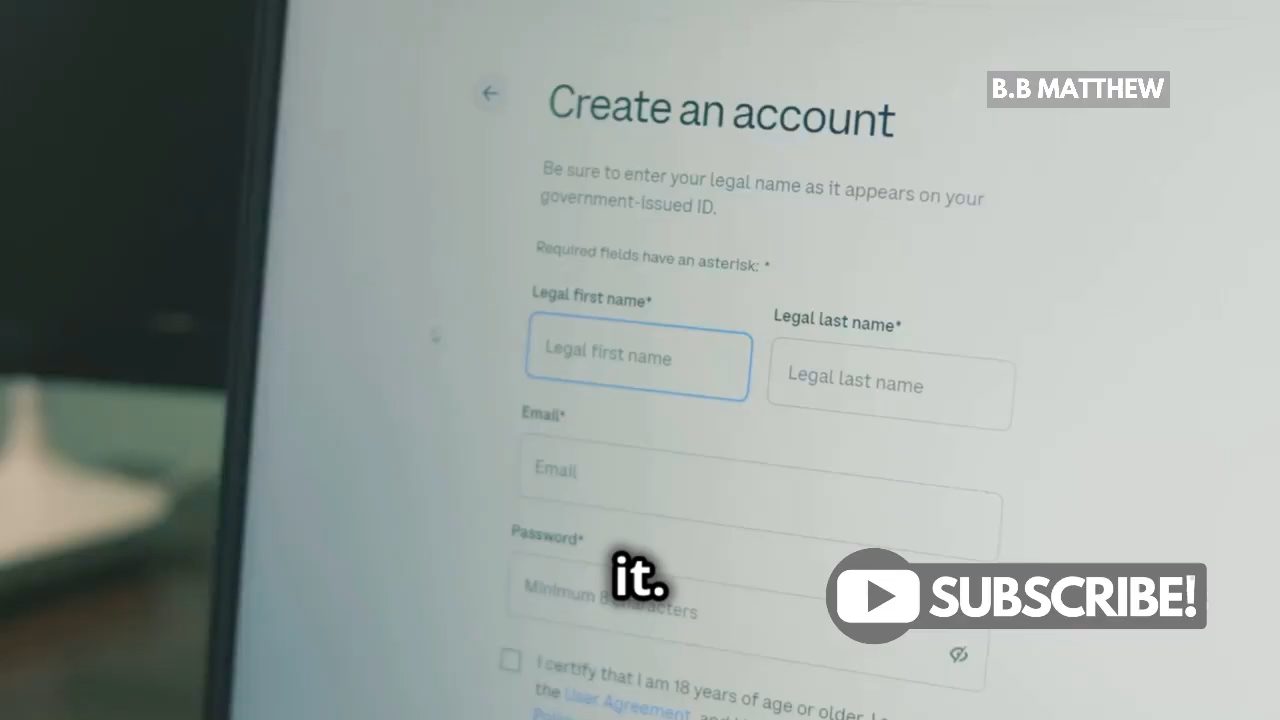 B.B MATTHEW
Create an account
Be sure to enter your legal name as it appears on your
government-issued ID.
Required fields have an asterisk: *
Legal first name*
Legal last name*
Legal first name
Legal last name
Email*
Email
Password*
Minimum 8 characters
it.
SUBSCRIBE!
I certify that I am 18 years of age or older,
the User Agreement, and